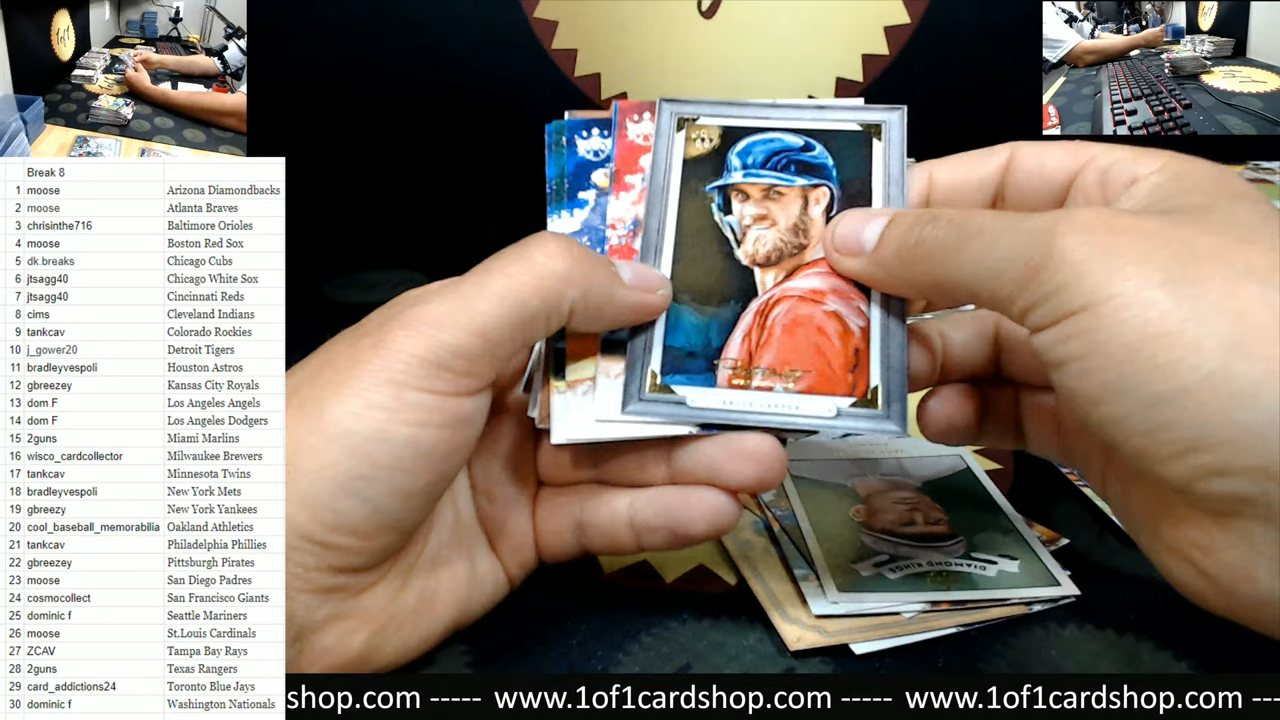 Break 8
1 moose Arizona Diamondbacks
2 moose Atlanta Braves
3 chrisinthe716 Baltimore Orioles
4 moose Boston Red Sox
5 dk.breaks Chicago Cubs
6 jtsagg40 Chicago White Sox
7 jtsagg40 Cincinnati Reds
8 cims Cleveland Indians
9 tankcav Colorado Rockies
10 j_gower20 Detroit Tigers
11 bradleyvespoli Houston Astros
12 gbreezey Kansas City Royals
13 dom F Los Angeles Angels
14 dom F Los Angeles Dodgers
15 2guns Miami Marlins
16 wisco_cardcollector Milwaukee Brewers
17 tankcav Minnesota Twins
18 bradleyvespoli New York Mets
19 gbreezy New York Yankees
20 cool_baseball_memorabilia Oakland Athletics
21 tankcav Philadelphia Phillies
22 gbreezey Pittsburgh Pirates
23 moose San Diego Padres
24 cosmocollect San Francisco Giants
25 dominic f Seattle Mariners
26 moose St.Louis Cardinals
27 ZCAV Tampa Bay Rays
28 2guns Texas Rangers
29 card_addictions24 Toronto Blue Jays
30 dominic f Washington Nationals
DIAMOND KINGS
shop.com ----- www.1of1cardshop.com ----- www.1of1cardshop.com ---